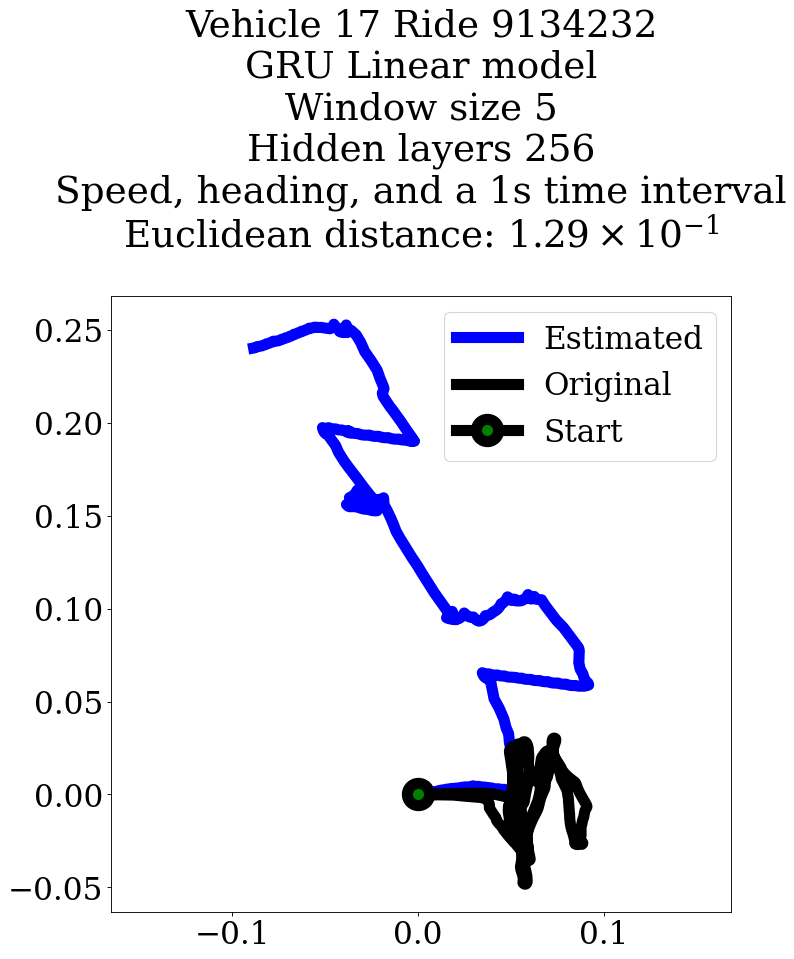 Vehicle 17 Ride 9134232
GRU Linear model
Window size 5
Hidden layers 256
Speed, heading, and a 1s time interval
Euclidean distance: 1.29 × 10⁻¹
Estimated
Original
Start
0.25
0.20
0.15
0.10
0.05
0.00
−0.05
−0.1
0.0
0.1